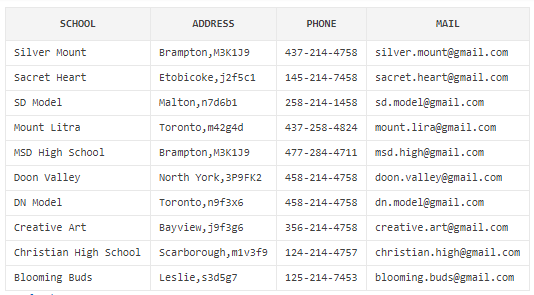 SCHOOL ADDRESS PHONE MAIL
Silver Mount Brampton,M3K1J9 437-214-4758 silver.mount@gmail.com
Sacret Heart Etobicoke,j2f5c1 145-214-7458 sacret.heart@gmail.com
SD Model Malton,n7d6b1 258-214-1458 sd.model@gmail.com
Mount Litra Toronto,m42g4d 437-258-4824 mount.lira@gmail.com
MSD High School Brampton,M3K1J9 477-284-4711 msd.high@gmail.com
Doon Valley North York,3P9FK2 458-214-4758 doon.valley@gmail.com
DN Model Toronto,n9f3x6 458-214-4758 dn.model@gmail.com
Creative Art Bayview,j9f3g6 356-214-4758 creative.art@gmail.com
Christian High School Scarborough,m1v3f9 124-214-4757 christian.high@gmail.com
Blooming Buds Leslie,s3d5g7 125-214-7453 blooming.buds@gmail.com